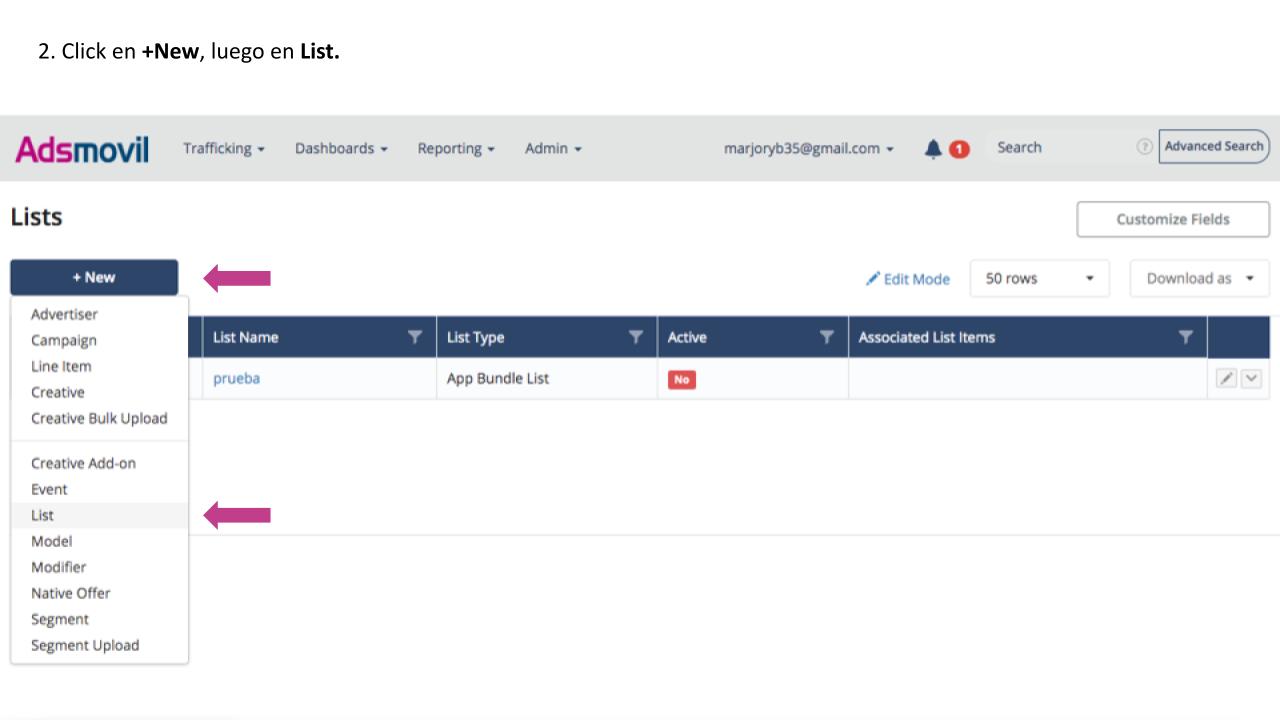 2. Click en +New, luego en List.
Adsmovil Trafficking Dashboards Reporting Admin marjoryb35@gmail.com 1 Search ? Advanced Search
Lists
Customize Fields
+ New
Edit Mode 50 rows Download as
Advertiser
Campaign
Line Item
Creative
Creative Bulk Upload
Creative Add-on
Event
List
Model
Modifier
Native Offer
Segment
Segment Upload
List Name List Type Active Associated List Items
prueba App Bundle List No